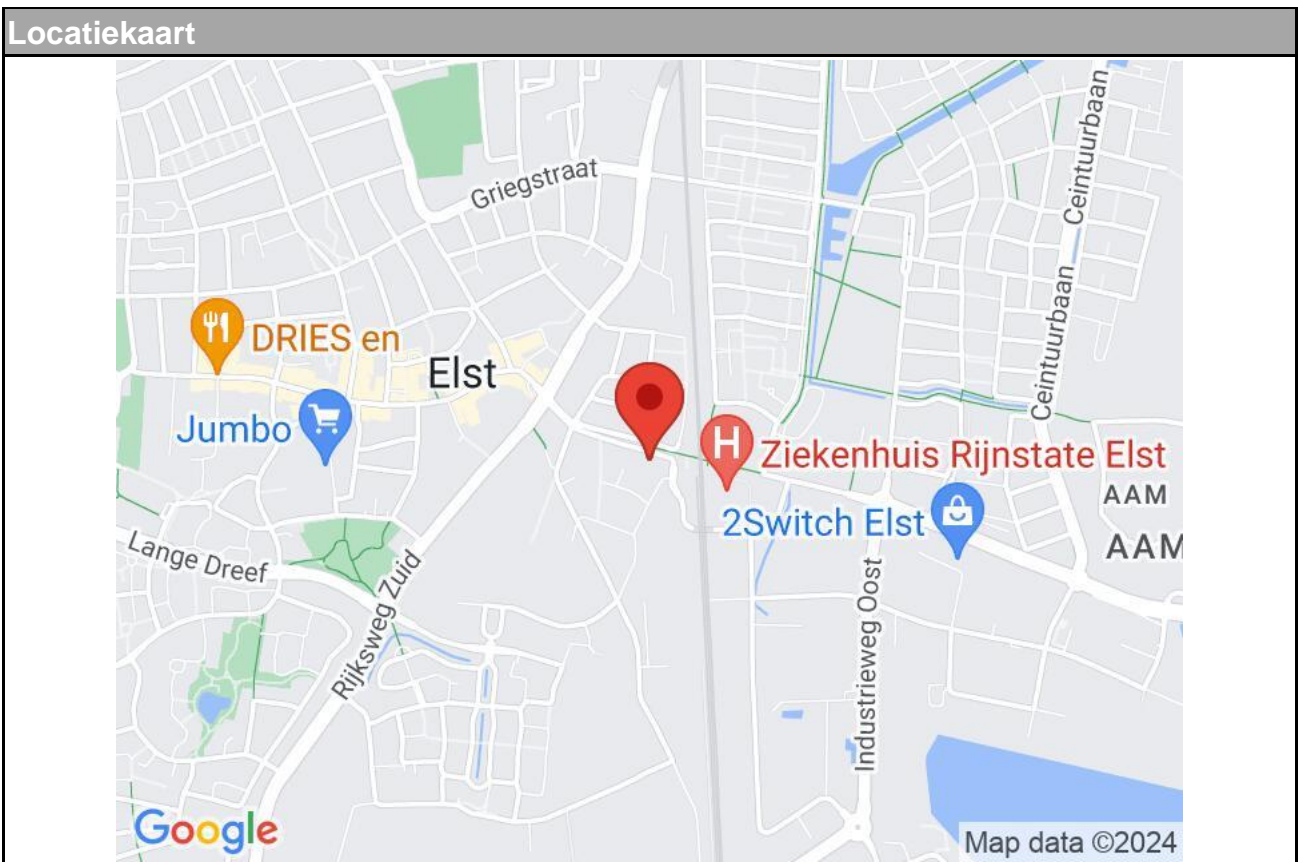 Locatiekaart
Griegstraat
Ceintuurbaan
Ceintuurbaan
DRIES en
Elst
Jumbo
Ziekenhuis Rijnstate Elst
AAM
2Switch Elst
AAM
Lange Dreef
Rijksweg Zuid
Industrieweg Oost
Google
Map data ©2024